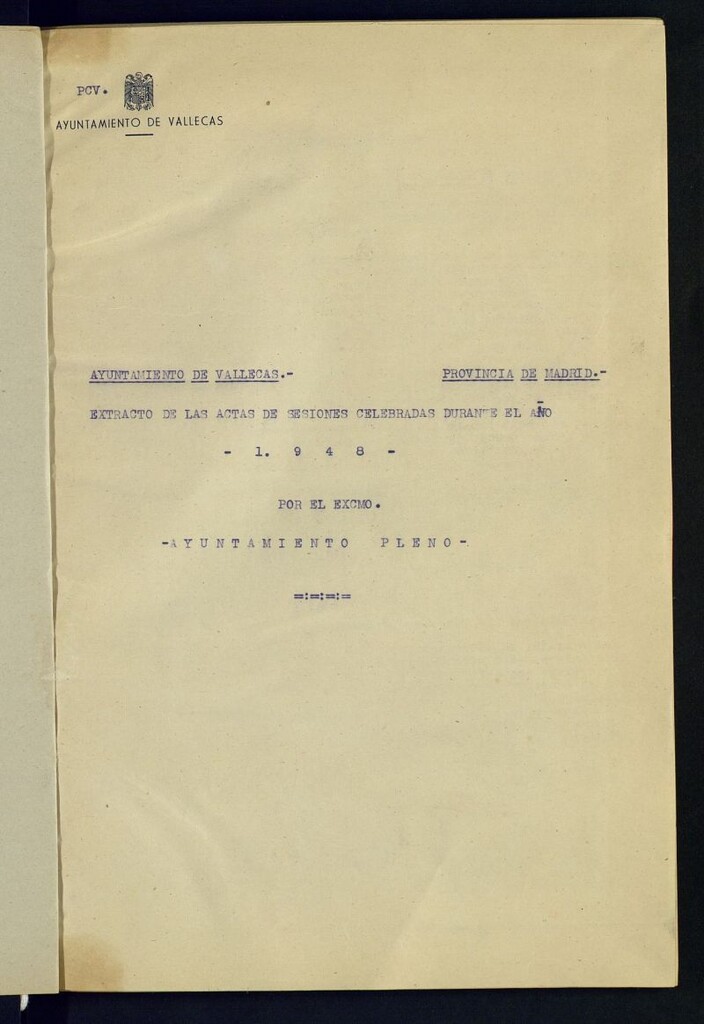 PCV.
AYUNTAMIENTO DE VALLECAS
AYUNTAMIENTO DE VALLECAS.- PROVINCIA DE MADRID.-
EXTRACTO DE LAS ACTAS DE SESIONES CELEBRADAS DURANTE EL AÑO
- 1. 9 4 8 -
POR EL EXCMO.
-A Y U N T A M I E N T O P L E N O-
=:=:=:=